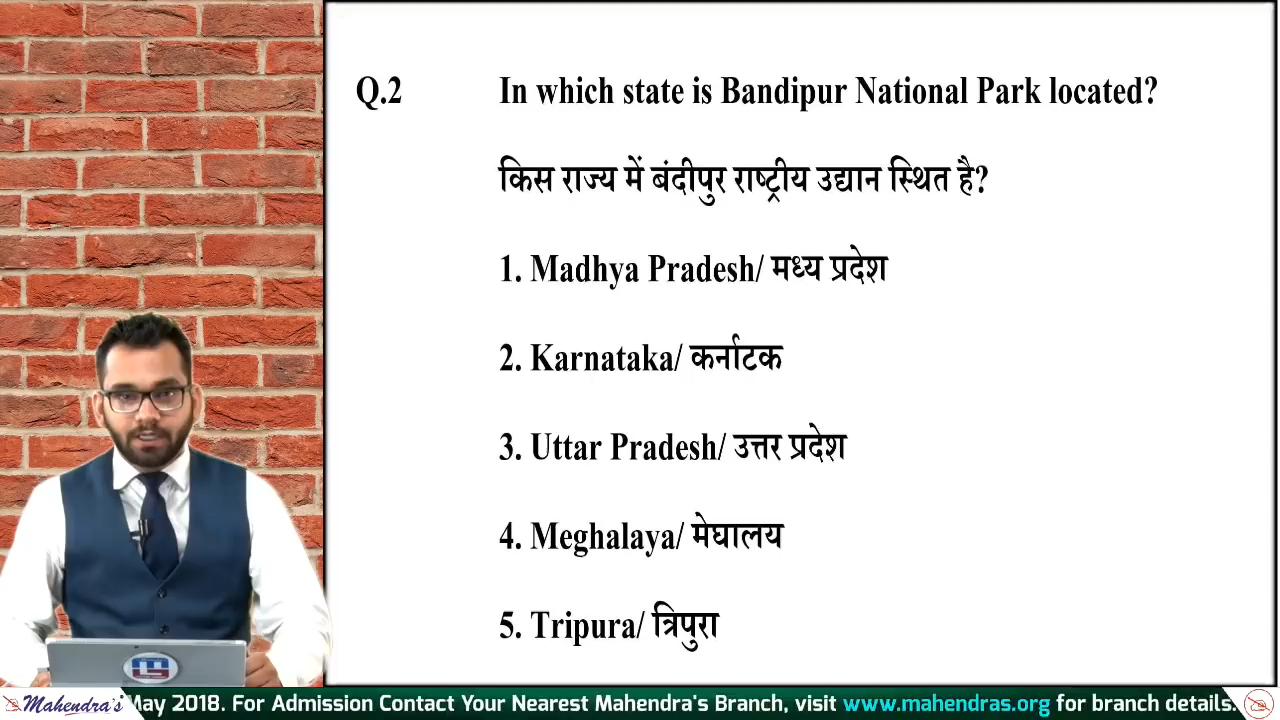 Q.2 In which state is Bandipur National Park located?
किस राज्य में बंदीपुर राष्ट्रीय उद्यान स्थित है?
1. Madhya Pradesh/ मध्य प्रदेश
2. Karnataka/ कर्नाटक
3. Uttar Pradesh/ उत्तर प्रदेश
4. Meghalaya/ मेघालय
5. Tripura/ त्रिपुरा
Mahendra's May 2018. For Admission Contact Your Nearest Mahendra's Branch, visit www.mahendras.org for branch details.